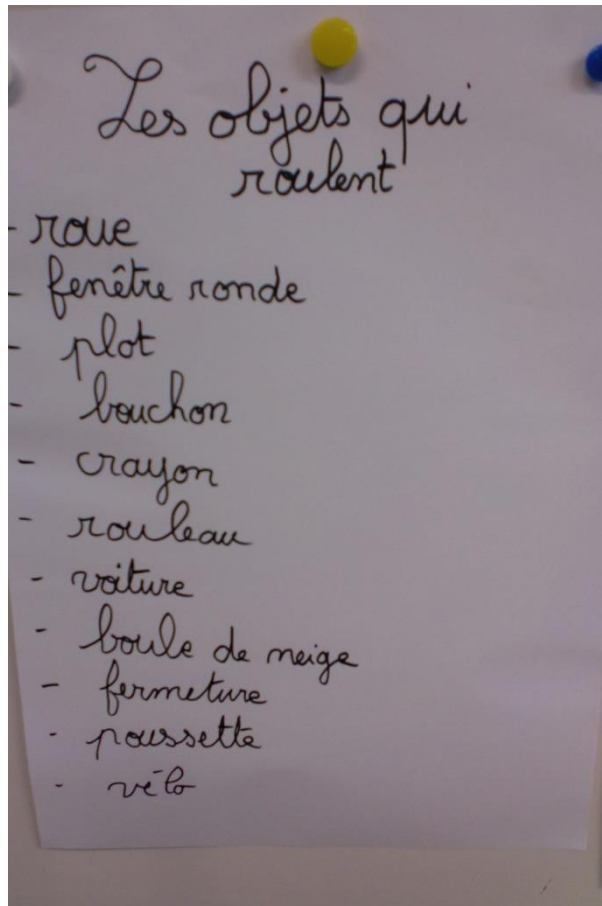 Les objets qui
roulent
- roue
- fenêtre ronde
- plot
- bouchon
- crayon
- rouleau
- voiture
- boule de neige
- fermeture
- poussette
- vélo